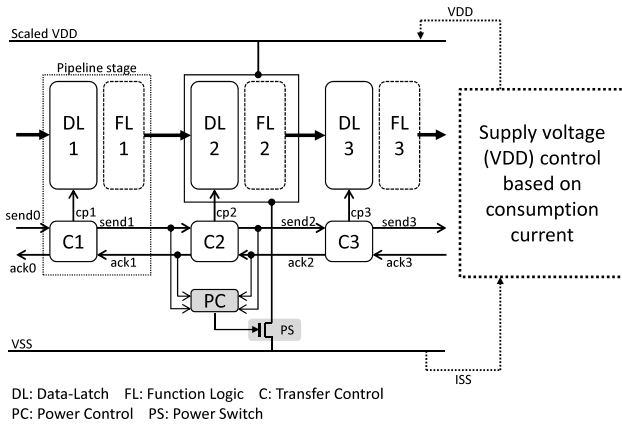 Scaled VDD
VDD
Pipeline stage
DL
1
FL
1
DL
2
FL
2
DL
3
FL
3
Supply voltage
(VDD) control
based on
consumption
current
cp1
cp2
cp3
send0
send1
send2
send3
C1
C2
C3
ack0
ack1
ack2
ack3
PC
PS
VSS
ISS
DL: Data-Latch FL: Function Logic C: Transfer Control
PC: Power Control PS: Power Switch